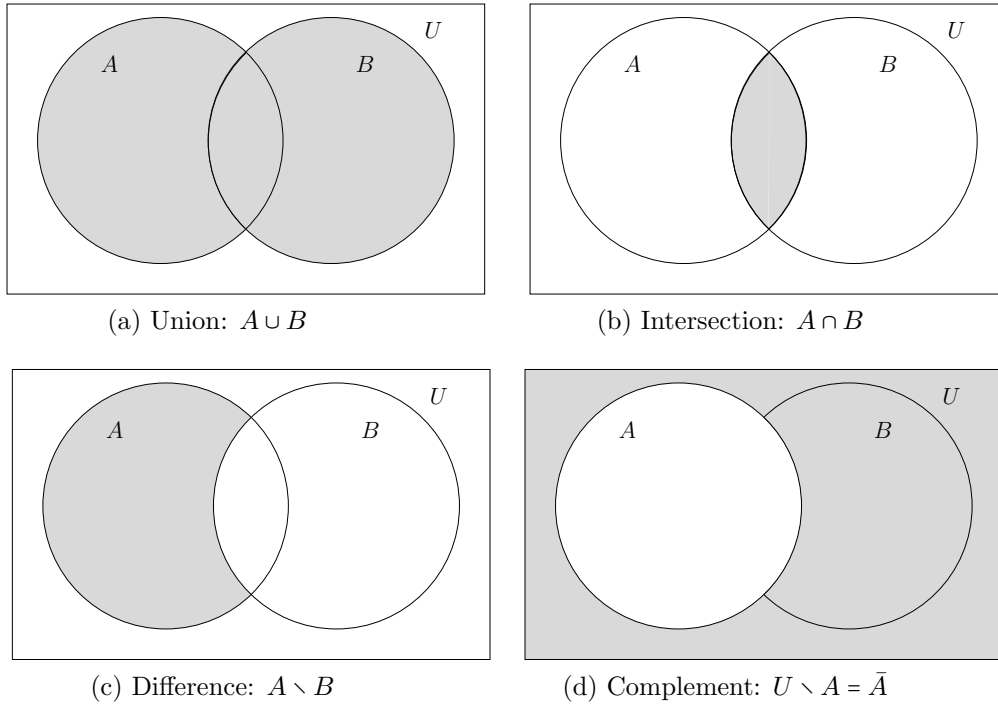 U
A
B
U
A
B
(a) Union: A ∪ B
(b) Intersection: A ∩ B
U
A
B
U
A
B
(c) Difference: A ∖ B
(d) Complement: U ∖ A = Ā